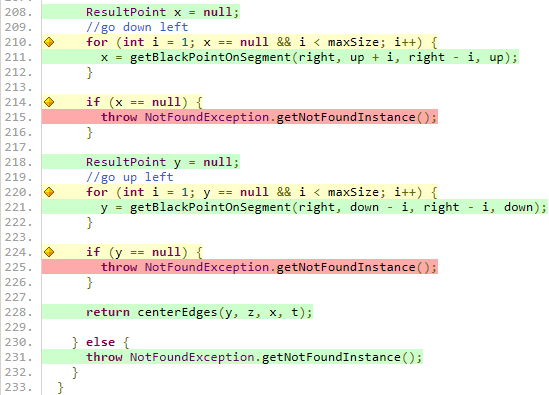 208. ResultPoint x = null;
209. //go down left
210. for (int i = 1; x == null && i < maxSize; i++) {
211. x = getBlackPointOnSegment(right, up + i, right - i, up);
212. }
213.
214. if (x == null) {
215. throw NotFoundException.getNotFoundInstance();
216. }
217.
218. ResultPoint y = null;
219. //go up left
220. for (int i = 1; y == null && i < maxSize; i++) {
221. y = getBlackPointOnSegment(right, down - i, right - i, down);
222. }
223.
224. if (y == null) {
225. throw NotFoundException.getNotFoundInstance();
226. }
227.
228. return centerEdges(y, z, x, t);
229.
230. } else {
231. throw NotFoundException.getNotFoundInstance();
232. }
233. }